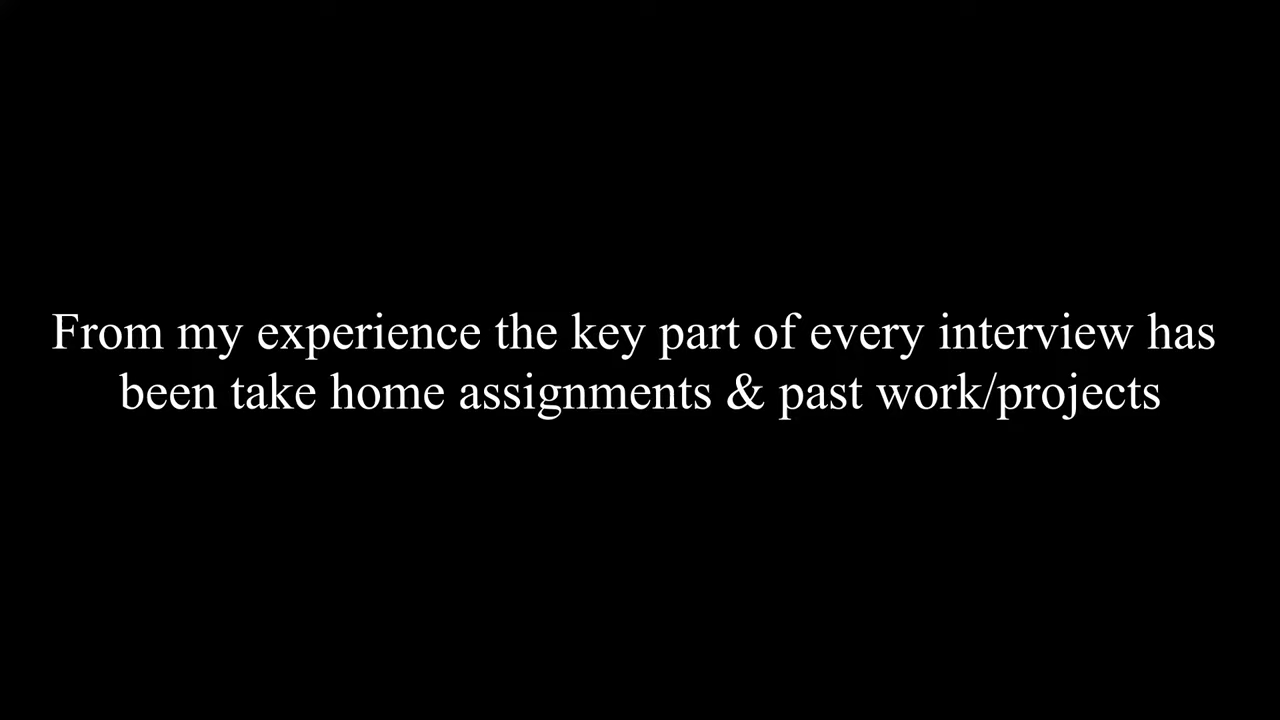 From my experience the key part of every interview has
been take home assignments & past work/projects